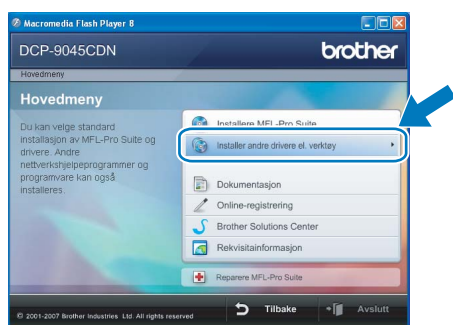 Macromedia Flash Player 8
DCP-9045CDN
brother
Hovedmeny
Hovedmeny
Du kan velge standard
installasjon av MFL-Pro Suite og
drivere. Andre
nettverkshjelpeprogrammer og
programvare kan også
installeres.
Installere MFL-Pro Suite
Installer andre drivere el. verktøy
Dokumentasjon
Online-registrering
Brother Solutions Center
Rekvisitainformasjon
Reparere MFL-Pro Suite
© 2001-2007 Brother Industries Ltd. All rights reserved
Tilbake
Avslutt